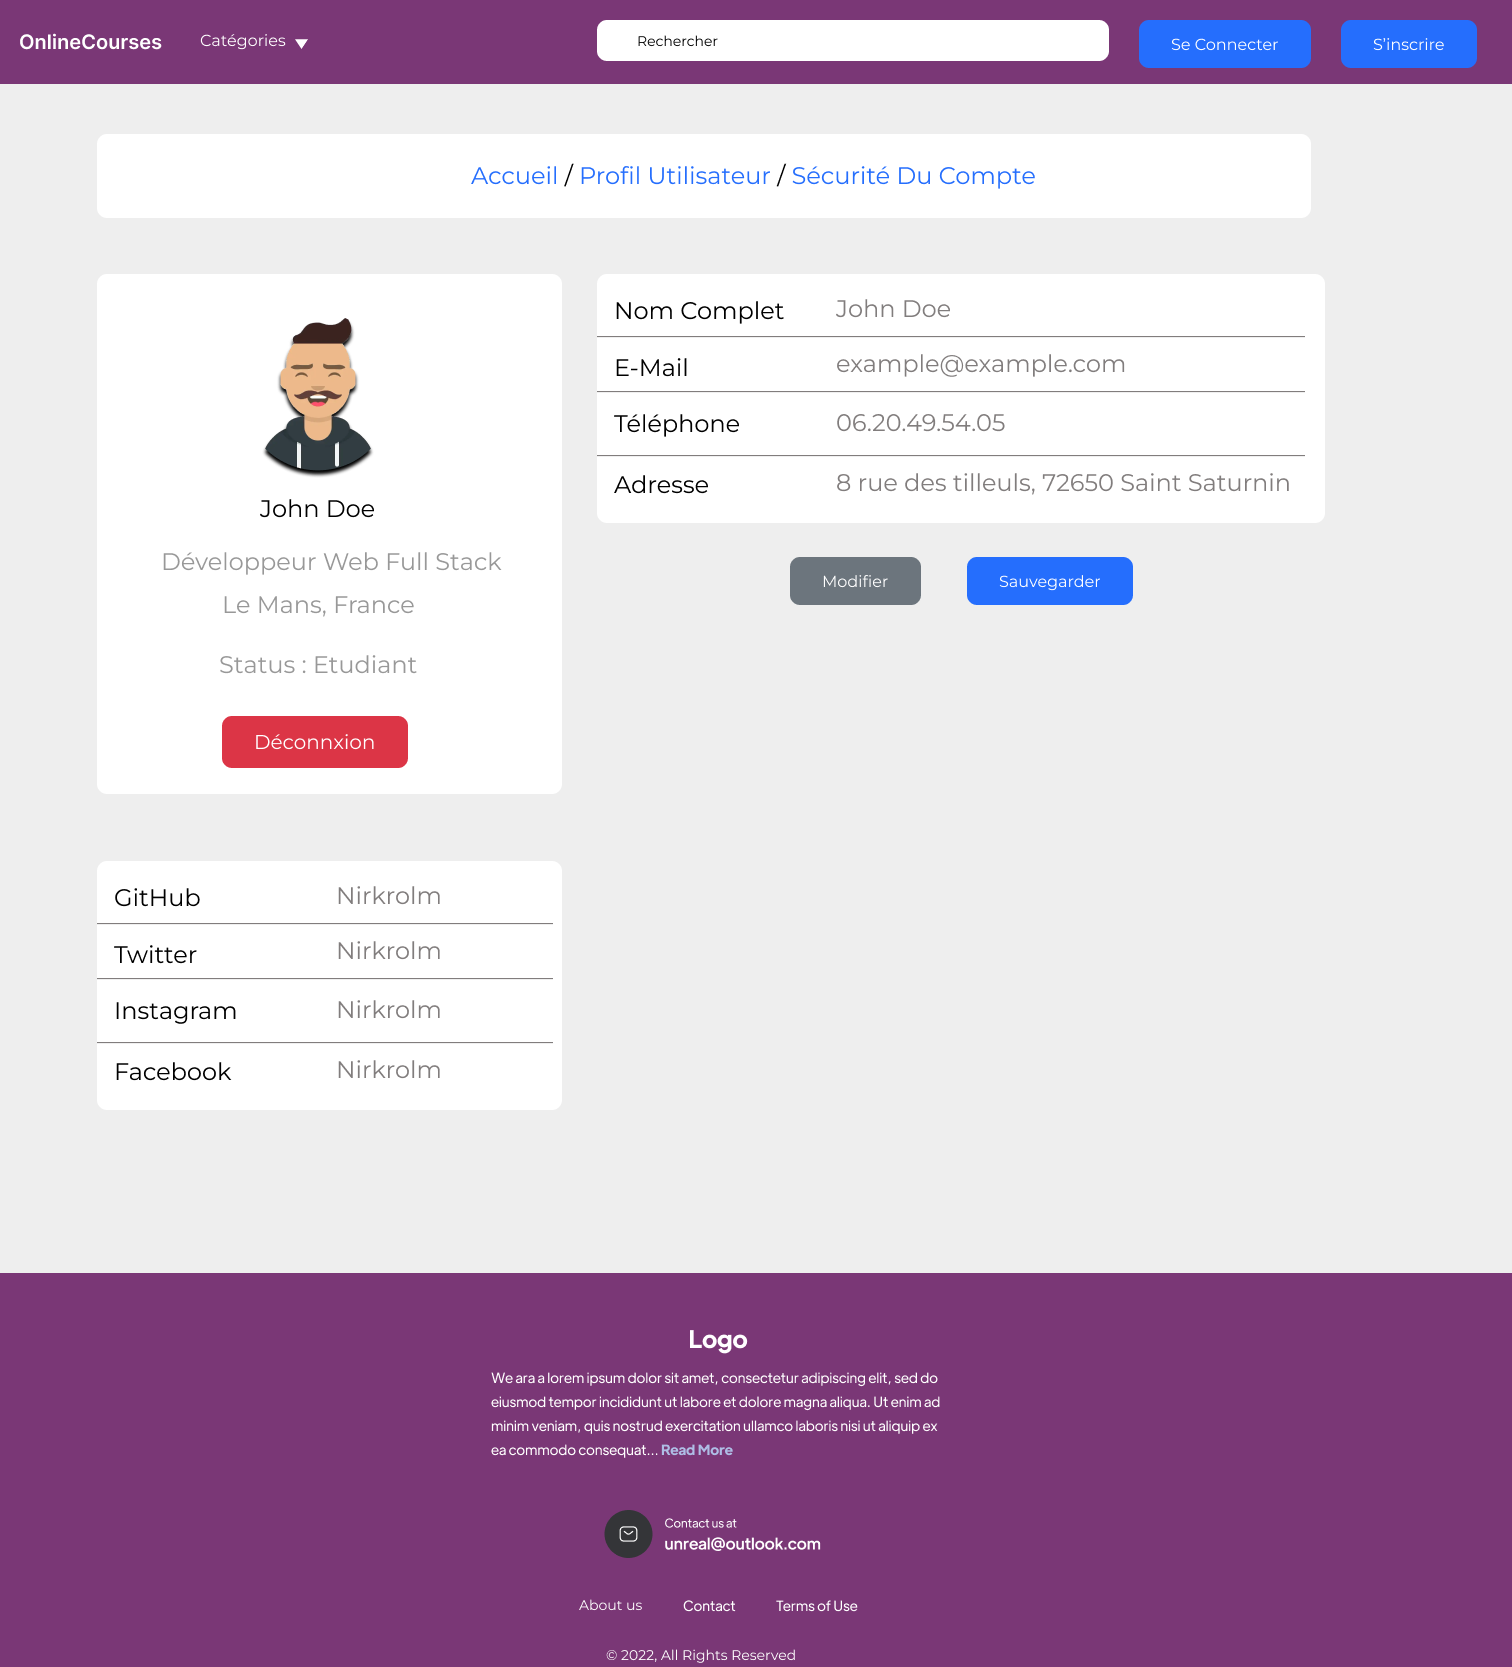 OnlineCourses
Catégories
Rechercher
Se Connecter
S'inscrire
Accueil / Profil Utilisateur / Sécurité Du Compte
John Doe
Développeur Web Full Stack
Le Mans, France
Status : Etudiant
Déconnxion
Nom Complet John Doe
E-Mail example@example.com
Téléphone 06.20.49.54.05
Adresse 8 rue des tilleuls, 72650 Saint Saturnin
Modifier
Sauvegarder
GitHub Nirkrolm
Twitter Nirkrolm
Instagram Nirkrolm
Facebook Nirkrolm
Logo
We ara a lorem ipsum dolor sit amet, consectetur adipiscing elit, sed do
eiusmod tempor incididunt ut labore et dolore magna aliqua. Ut enim ad
minim veniam, quis nostrud exercitation ullamco laboris nisi ut aliquip ex
ea commodo consequat... Read More
Contact us at
unreal@outlook.com
About us
Contact
Terms of Use
© 2022, All Rights Reserved